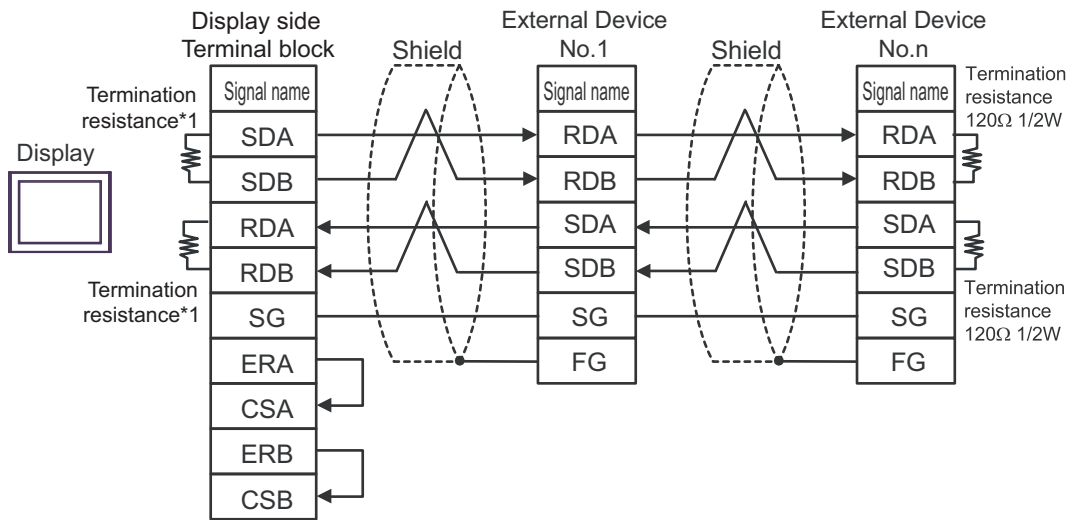 Display side
Terminal block
External Device
No.1
External Device
No.n
Shield
Shield
Termination
resistance*1
Display
Termination
resistance*1
Signal name
SDA
SDB
RDA
RDB
SG
ERA
CSA
ERB
CSB
Signal name
RDA
RDB
SDA
SDB
SG
FG
Signal name
RDA
RDB
SDA
SDB
SG
FG
Termination
resistance
120Ω 1/2W
Termination
resistance
120Ω 1/2W